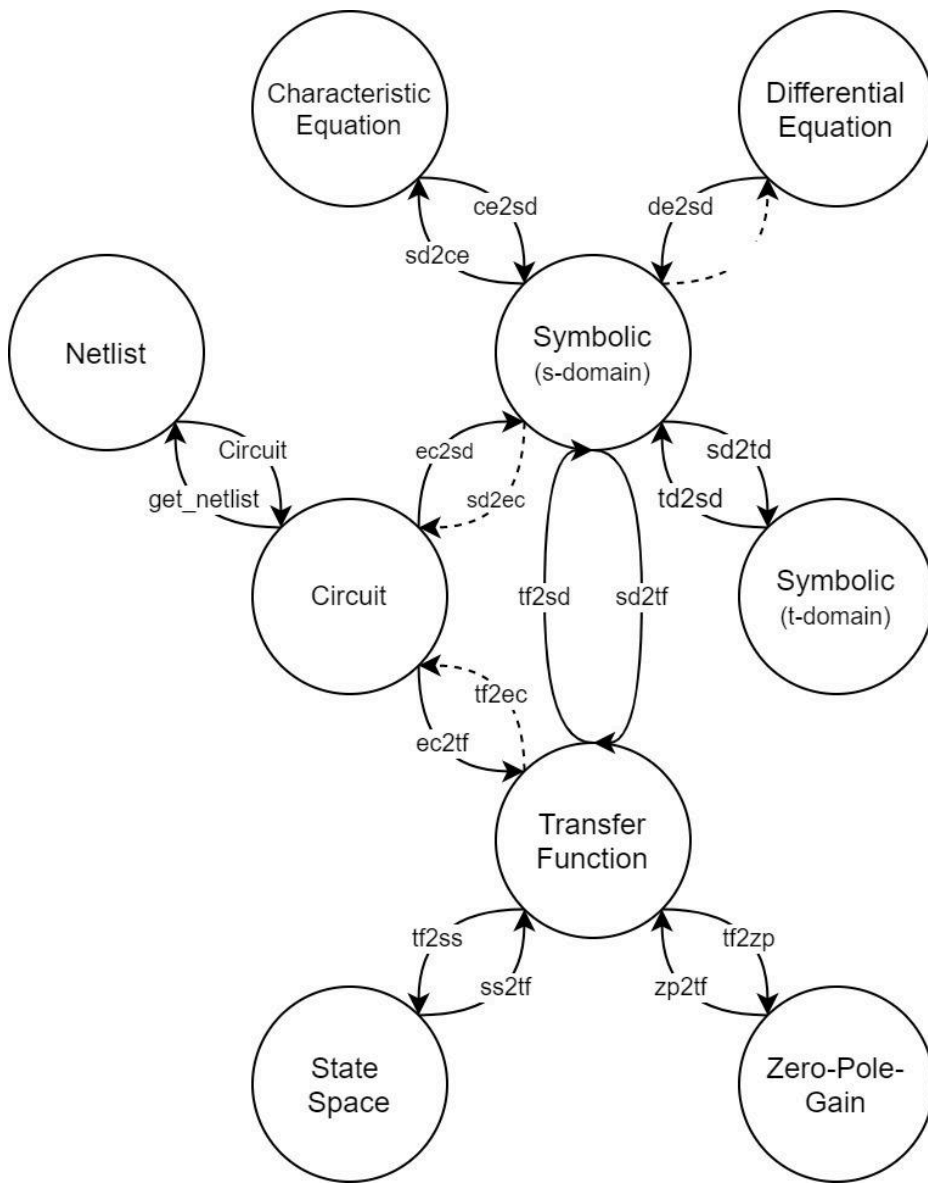 Characteristic
Equation
Differential
Equation
ce2sd
de2sd
sd2ce
Netlist
Symbolic
(s-domain)
Circuit
ec2sd
sd2td
get_netlist
sd2ec
td2sd
Circuit
tf2sd
sd2tf
Symbolic
(t-domain)
tf2ec
ec2tf
Transfer
Function
tf2ss
tf2zp
ss2tf
zp2tf
State
Space
Zero-Pole-
Gain